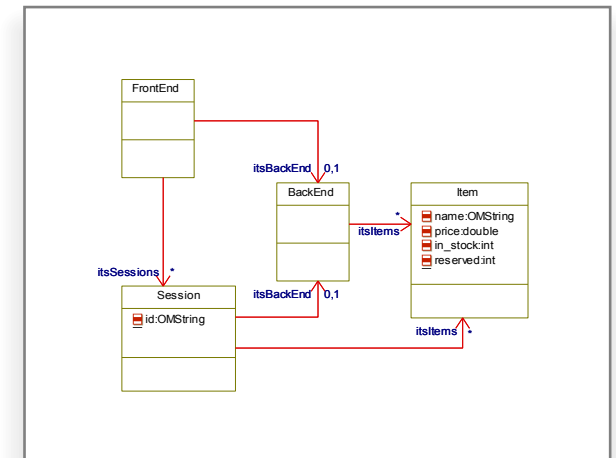 FrontEnd
itsBackEnd 0,1
BackEnd
Item
name:OMString
price:double
in_stock:int
reserved:int
*
itsItems
itsSessions *
Session
id:OMString
itsBackEnd 0,1
itsItems *